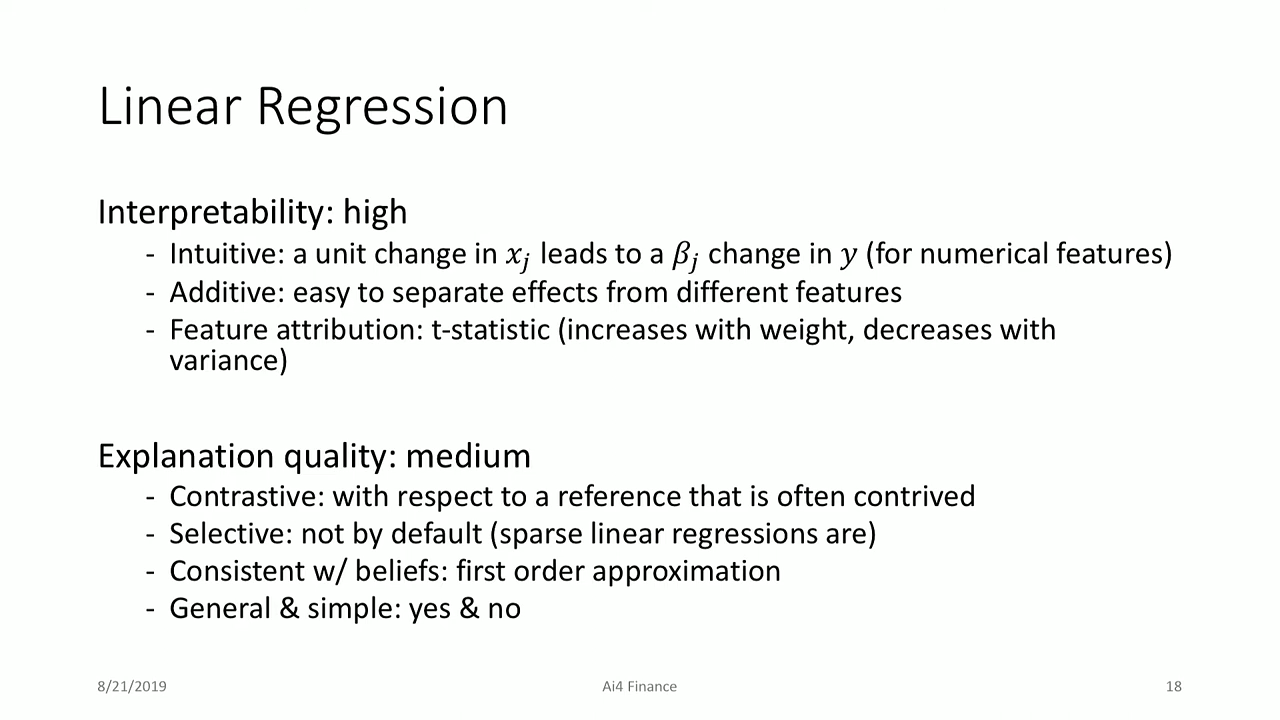 Linear Regression
Interpretability: high
- Intuitive: a unit change in 𝑥𝑗 leads to a 𝛽𝑗 change in 𝑦 (for numerical features)
- Additive: easy to separate effects from different features
- Feature attribution: t-statistic (increases with weight, decreases with
variance)
Explanation quality: medium
- Contrastive: with respect to a reference that is often contrived
- Selective: not by default (sparse linear regressions are)
- Consistent w/ beliefs: first order approximation
- General & simple: yes & no
8/21/2019
Ai4 Finance
18